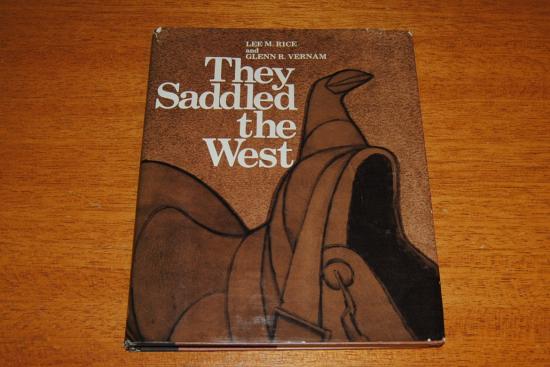 LEE M. RICE
and
GLENN R. VERNAM
They
Saddled
the
West